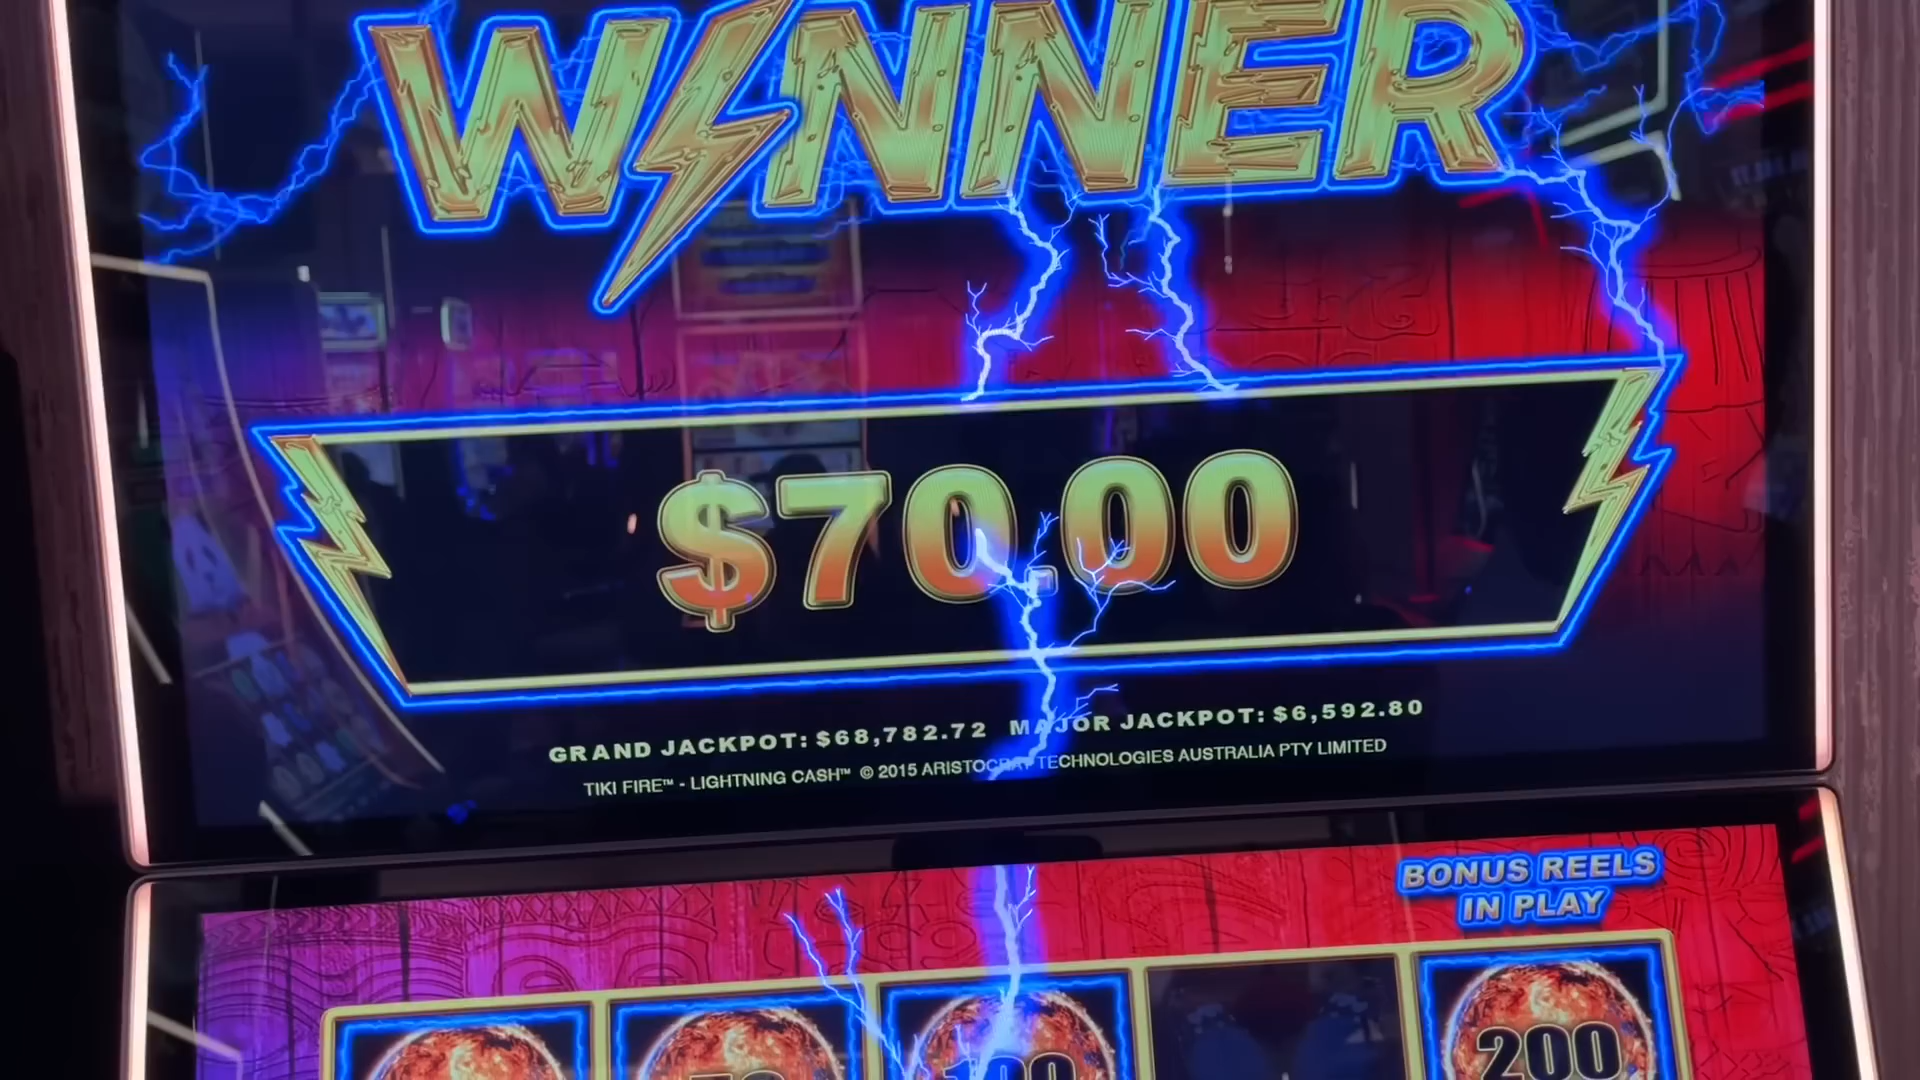 WINNER
$70.00
GRAND JACKPOT: $68,782.72 MAJOR JACKPOT: $6,592.80
TIKI FIRE™ - LIGHTNING CASH™ © 2015 ARISTOCRAT TECHNOLOGIES AUSTRALIA PTY LIMITED
BONUS REELS
IN PLAY
200